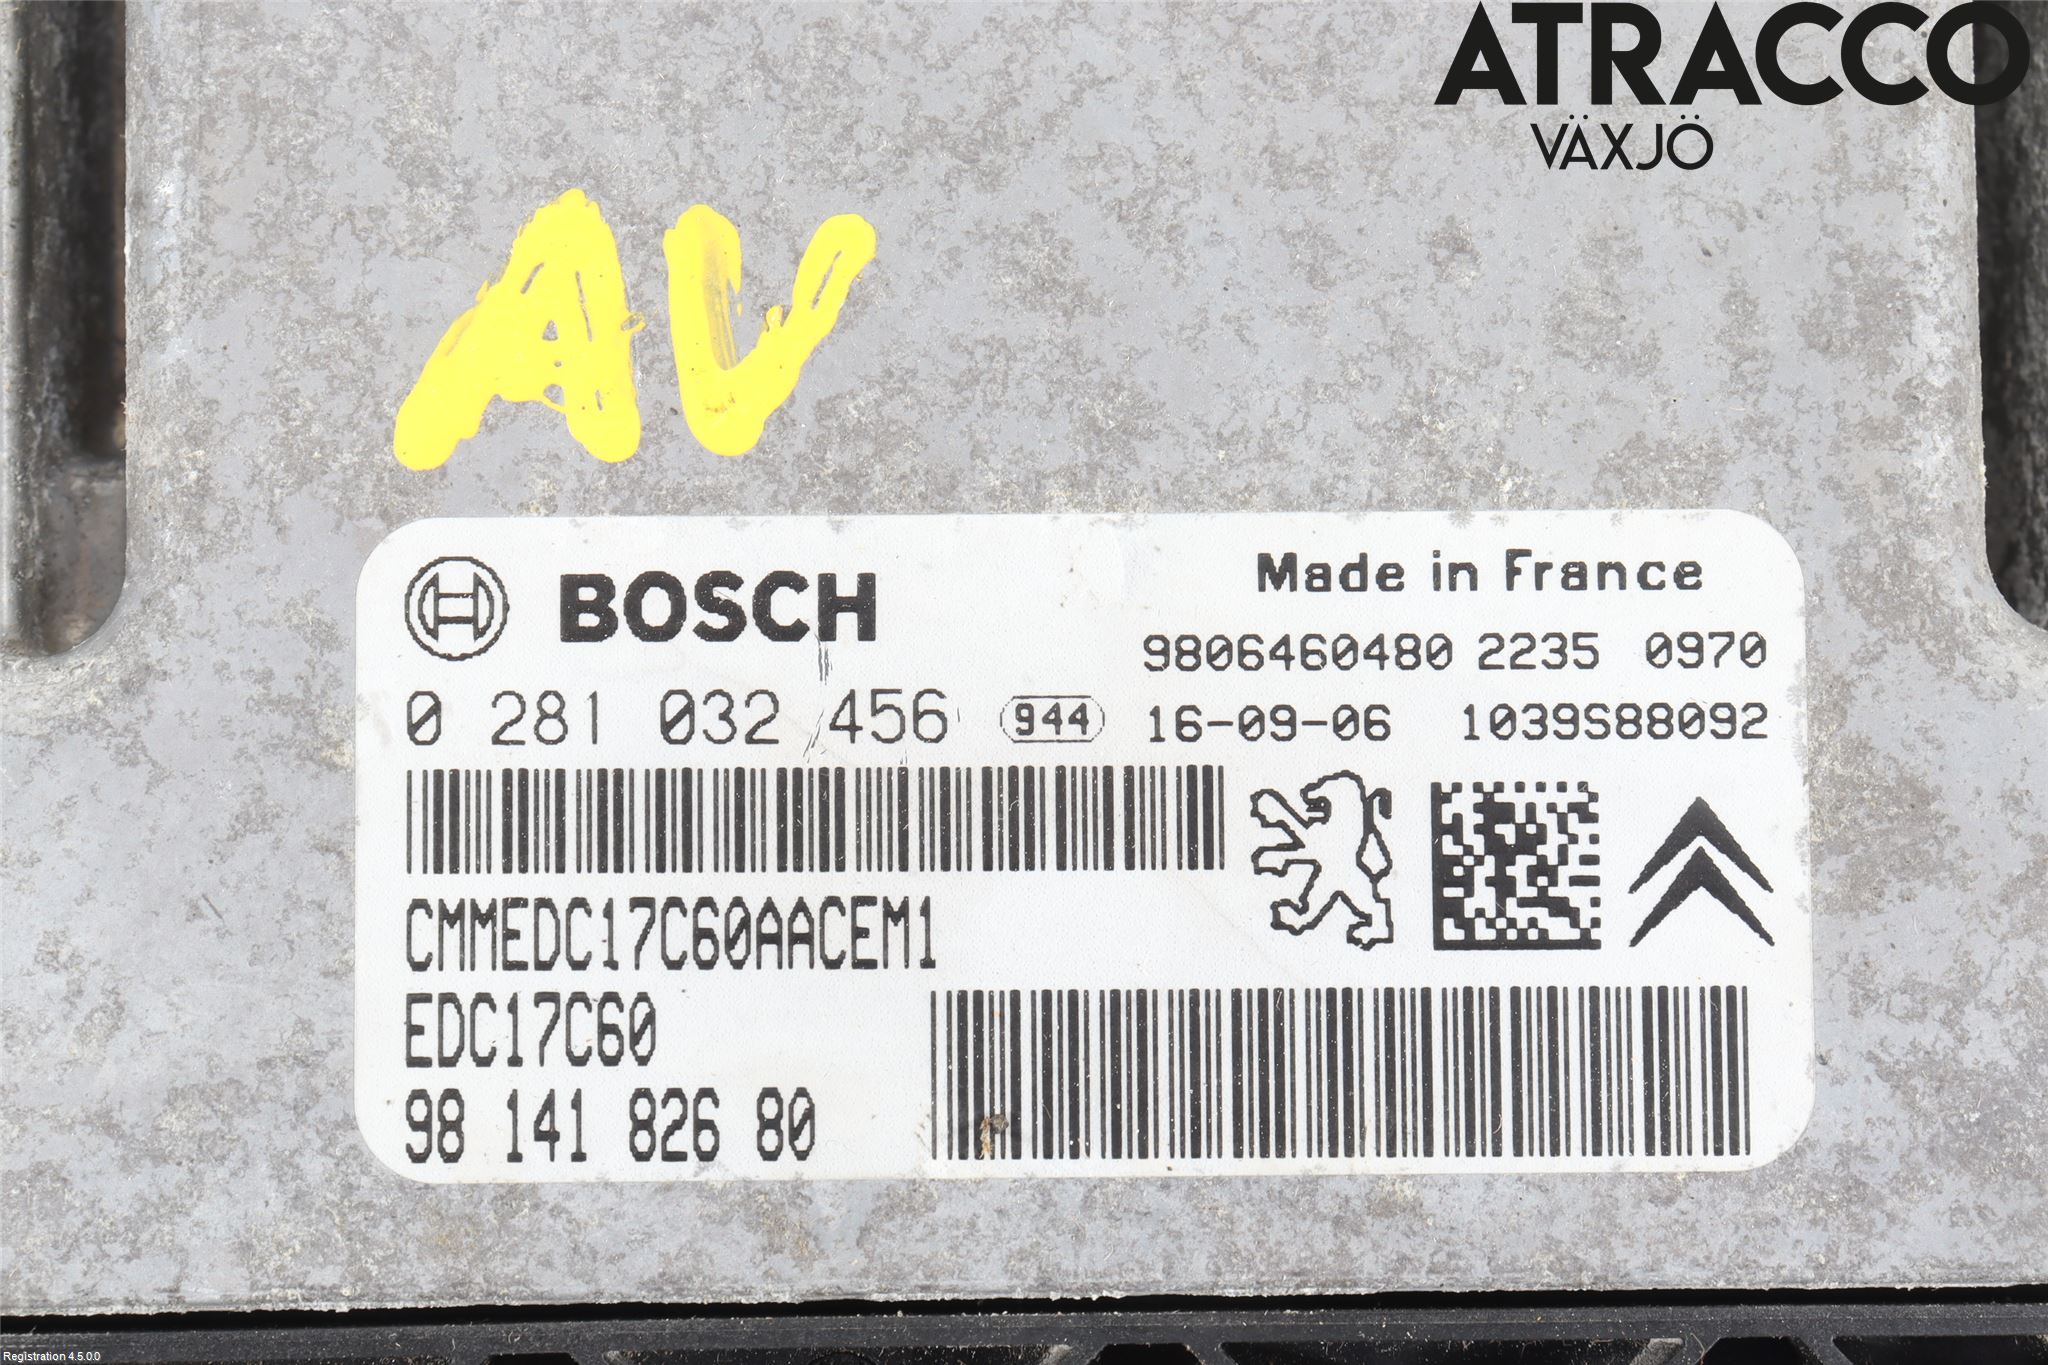 ATRACCO
VÄXJÖ
AV
BOSCH
Made in France
9806460480 2235 0970
0 281 032 456 944 16-09-06 1039S88092
CMMEDC17C60AACEM1
EDC17C60
98 141 826 80
Registration 4.5.0.0